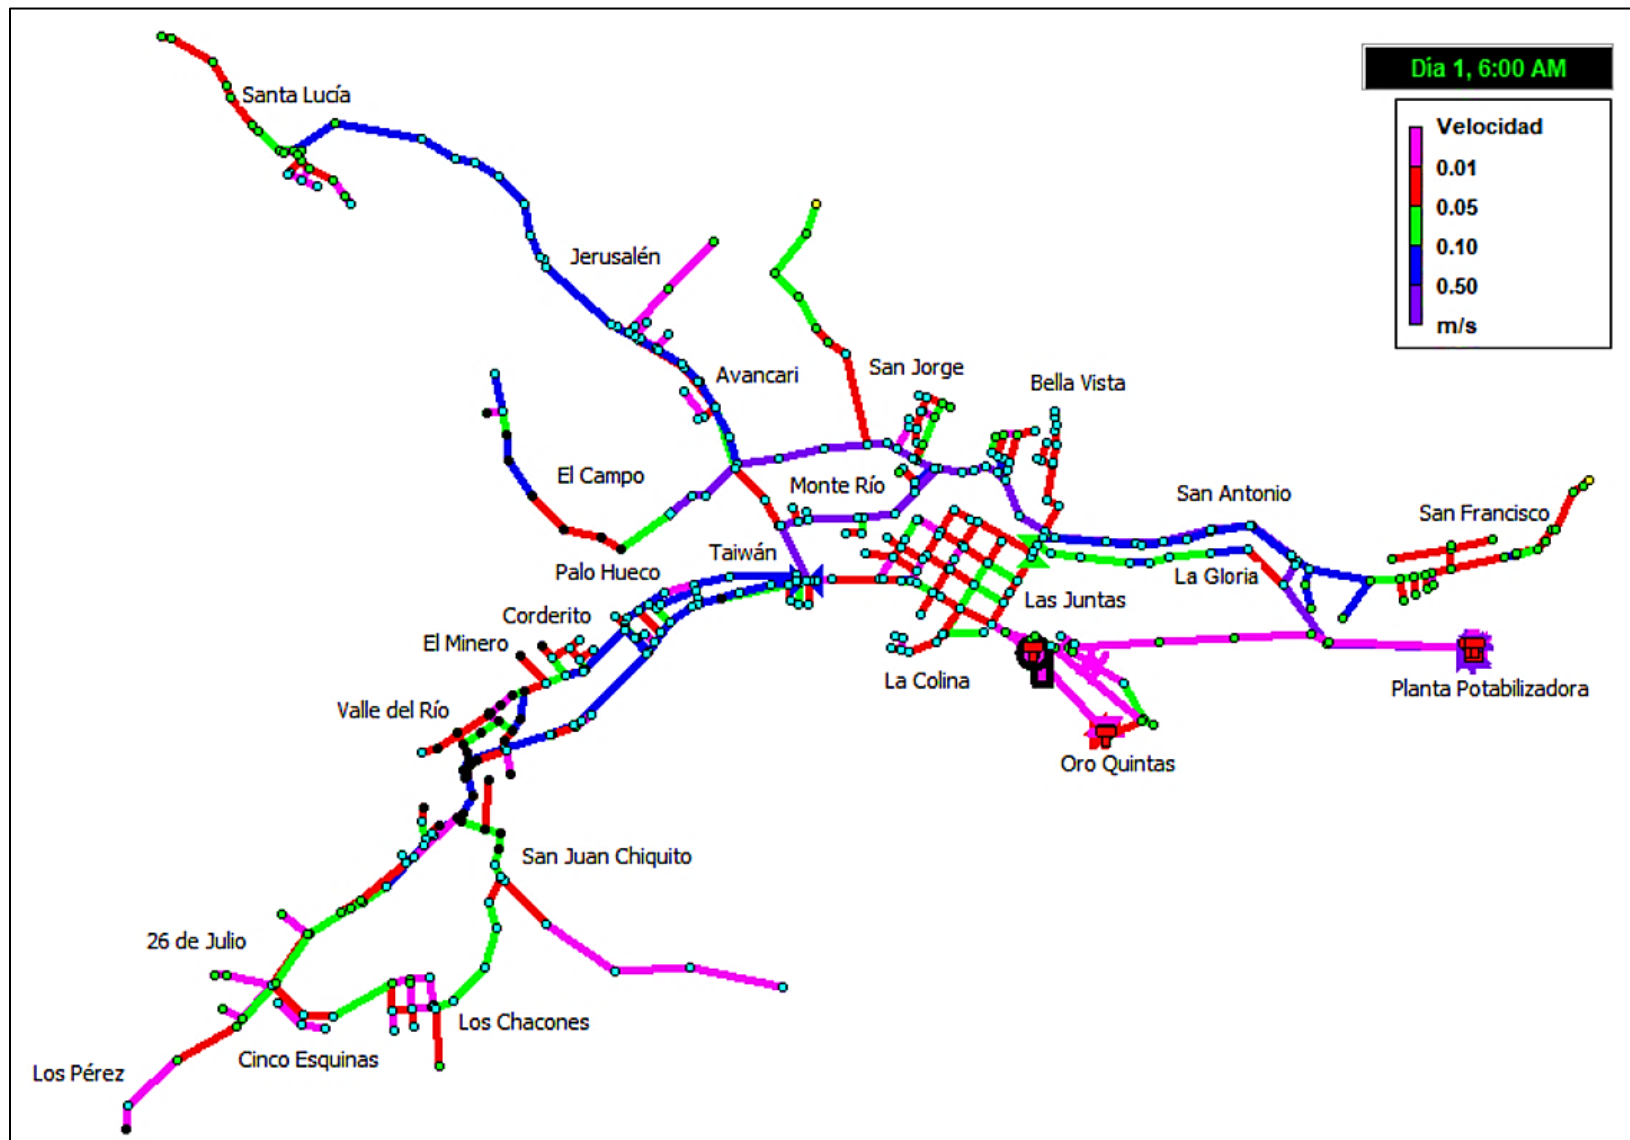 Día 1, 6:00 AM
Velocidad
0.01
0.05
0.10
0.50
m/s
Santa Lucía
Jerusalén
Avancari
San Jorge
Bella Vista
El Campo
Monte Río
San Antonio
San Francisco
Taiwán
Palo Hueco
La Gloria
Corderito
Las Juntas
El Minero
La Colina
Planta Potabilizadora
Valle del Río
Oro Quintas
San Juan Chiquito
26 de Julio
Los Chacones
Cinco Esquinas
Los Pérez